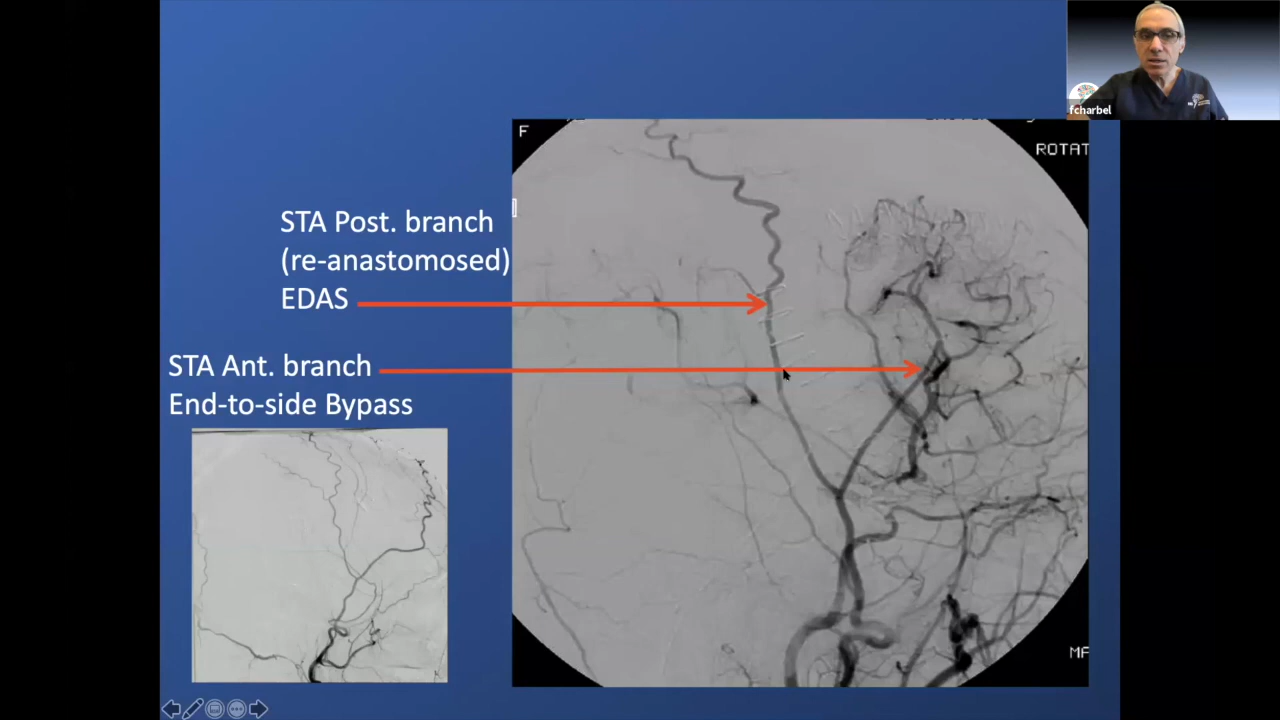 fcharbel
F
ROTAT
STA Post. branch
(re-anastomosed)
EDAS
STA Ant. branch
End-to-side Bypass
MF